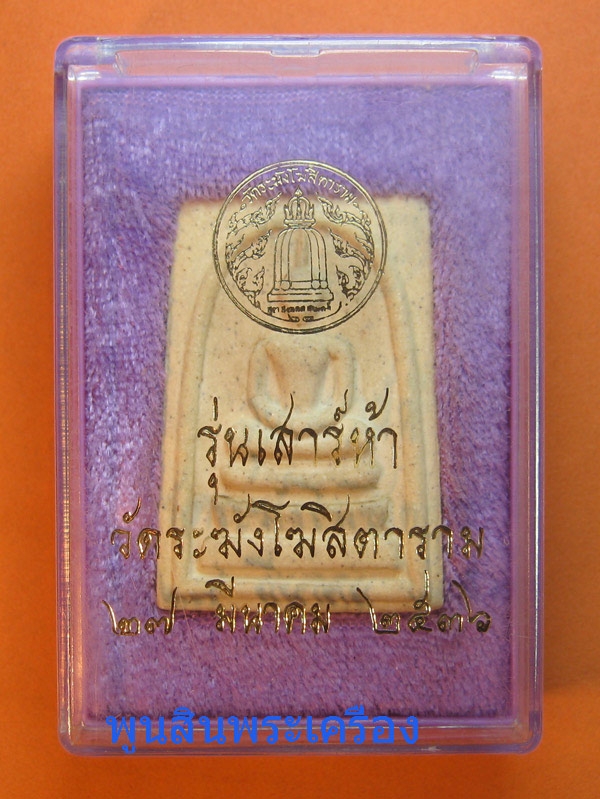 วัดระฆังโฆสิตาราม
รุ่นเสาร์ห้า
วัดระฆังโฆสิตาราม
๒๗ มีนาคม ๒๕๓๖
พูนสินพระเครื่อง